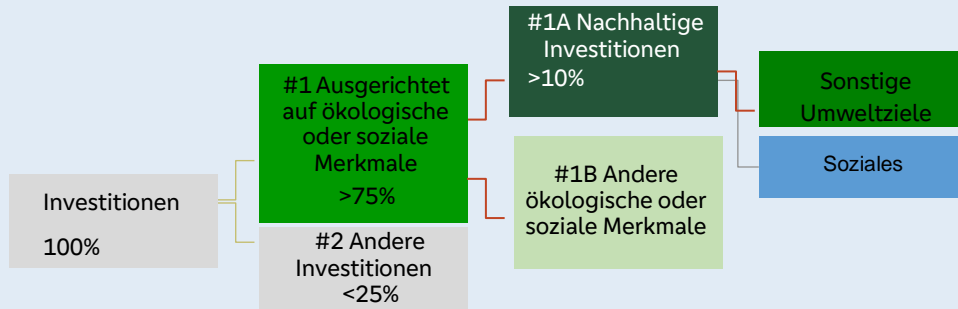 Investitionen
100%
#1 Ausgerichtet
auf ökologische
oder soziale
Merkmale
>75%
#2 Andere
Investitionen
<25%
#1A Nachhaltige
Investitionen
>10%
#1B Andere
ökologische oder
soziale Merkmale
Sonstige
Umweltziele
Soziales